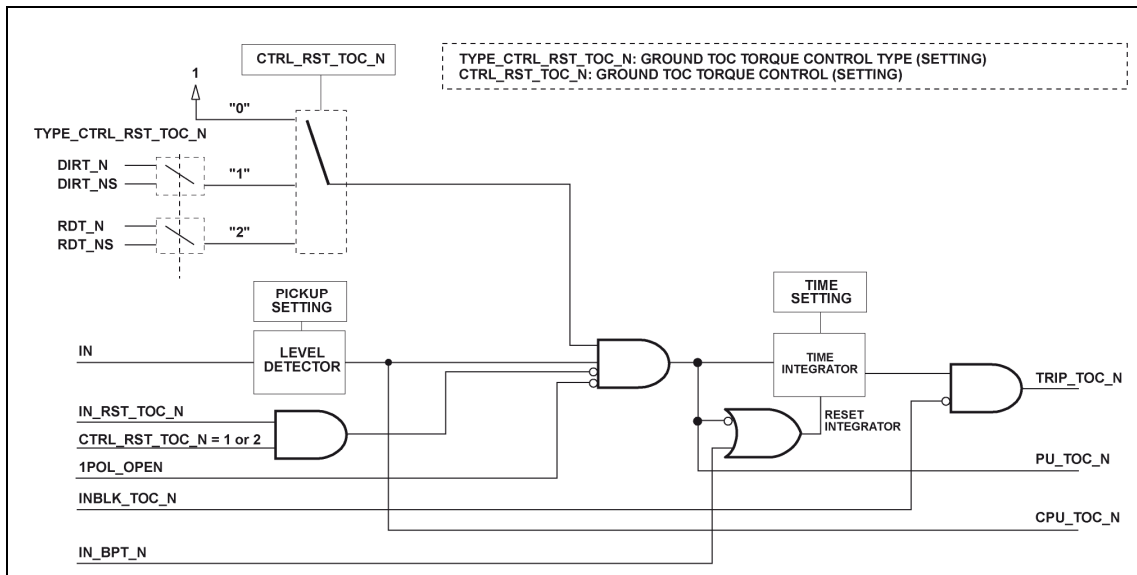 CTRL_RST_TOC_N
TYPE_CTRL_RST_TOC_N: GROUND TOC TORQUE CONTROL TYPE (SETTING)
CTRL_RST_TOC_N: GROUND TOC TORQUE CONTROL (SETTING)
1
"0"
TYPE_CTRL_RST_TOC_N
DIRT_N
DIRT_NS
"1"
RDT_N
RDT_NS
"2"
PICKUP
SETTING
TIME
SETTING
IN
LEVEL
DETECTOR
TIME
INTEGRATOR
TRIP_TOC_N
IN_RST_TOC_N
RESET
INTEGRATOR
CTRL_RST_TOC_N = 1 or 2
1POL_OPEN
PU_TOC_N
INBLK_TOC_N
CPU_TOC_N
IN_BPT_N